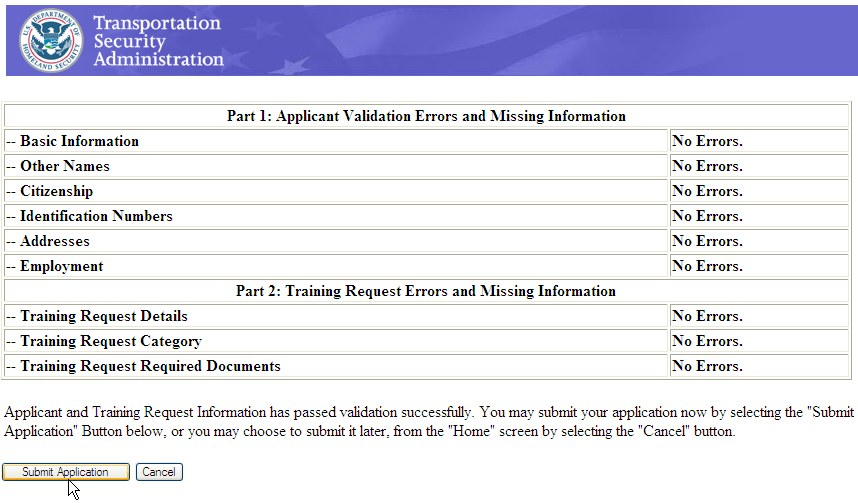 U.S. DEPARTMENT OF
HOMELAND SECURITY
Transportation
Security
Administration
Part 1: Applicant Validation Errors and Missing Information
-- Basic Information No Errors.
-- Other Names No Errors.
-- Citizenship No Errors.
-- Identification Numbers No Errors.
-- Addresses No Errors.
-- Employment No Errors.
Part 2: Training Request Errors and Missing Information
-- Training Request Details No Errors.
-- Training Request Category No Errors.
-- Training Request Required Documents No Errors.
Applicant and Training Request Information has passed validation successfully. You may submit your application now by selecting the "Submit
Application" Button below, or you may choose to submit it later, from the "Home" screen by selecting the "Cancel" button.
Submit Application Cancel